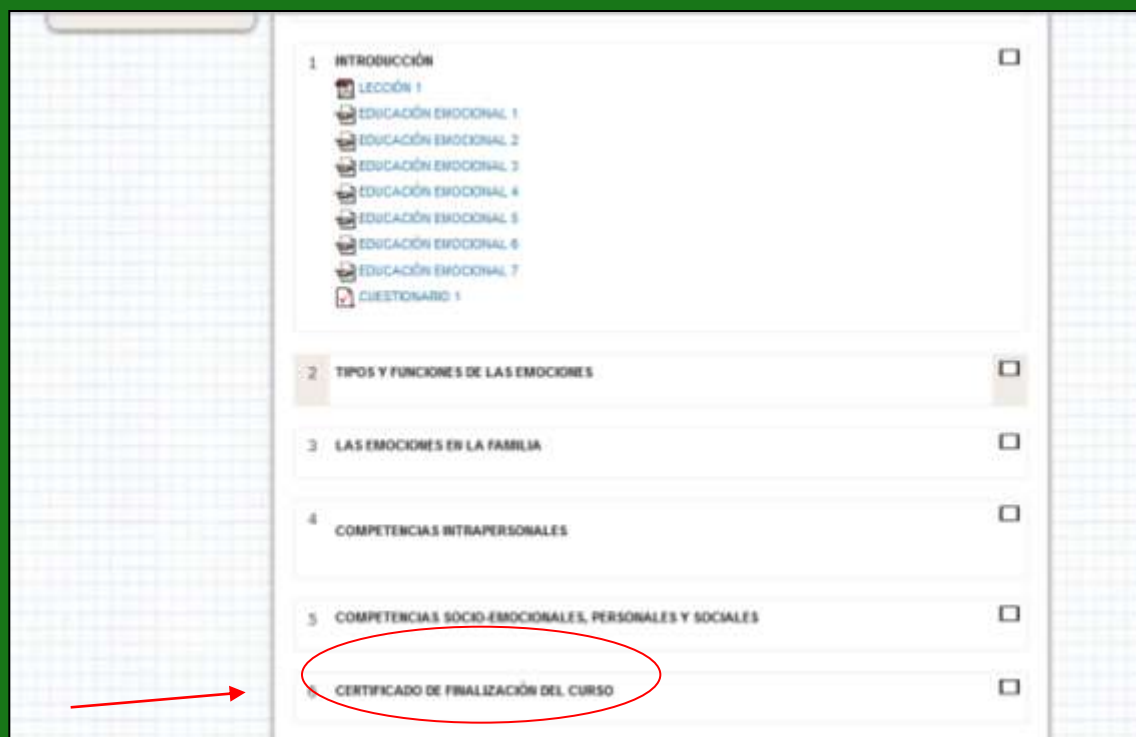 1 INTRODUCCIÓN
LECCIÓN 1
EDUCACIÓN EMOCIONAL 1
EDUCACIÓN EMOCIONAL 2
EDUCACIÓN EMOCIONAL 3
EDUCACIÓN EMOCIONAL 4
EDUCACIÓN EMOCIONAL 5
EDUCACIÓN EMOCIONAL 6
EDUCACIÓN EMOCIONAL 7
CUESTIONARIO 1
2 TIPOS Y FUNCIONES DE LAS EMOCIONES
3 LAS EMOCIONES EN LA FAMILIA
4 COMPETENCIAS INTRAPERSONALES
5 COMPETENCIAS SOCIO-EMOCIONALES, PERSONALES Y SOCIALES
6 CERTIFICADO DE FINALIZACIÓN DEL CURSO